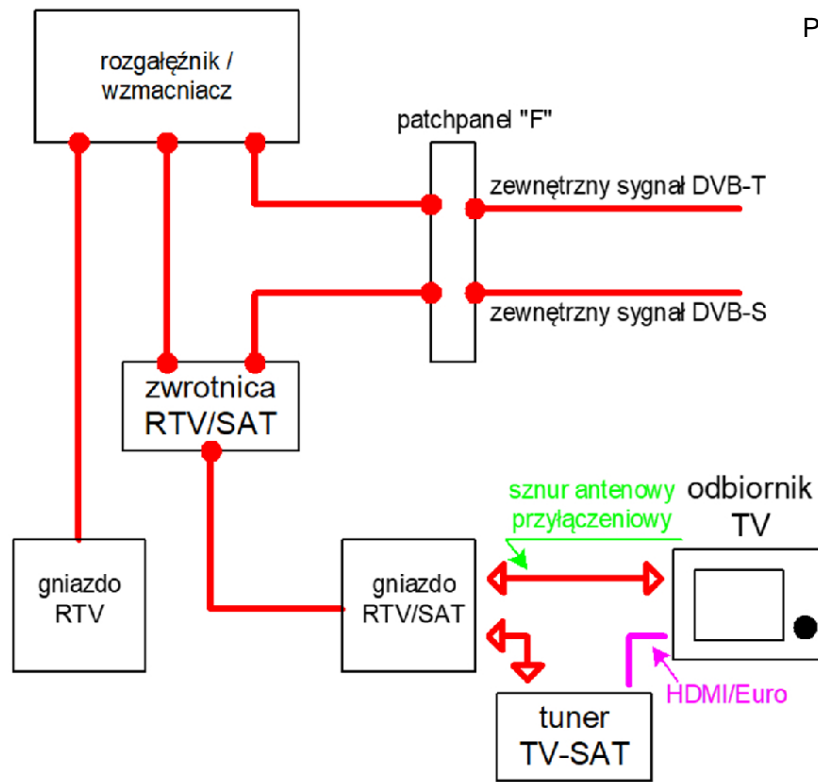 P
rozgałęźnik /
wzmacniacz
patchpanel "F"
zewnętrzny sygnał DVB-T
zewnętrzny sygnał DVB-S
zwrotnica
RTV/SAT
sznur antenowy
przyłączeniowy
odbiornik
TV
gniazdo
RTV
gniazdo
RTV/SAT
HDMI/Euro
tuner
TV-SAT